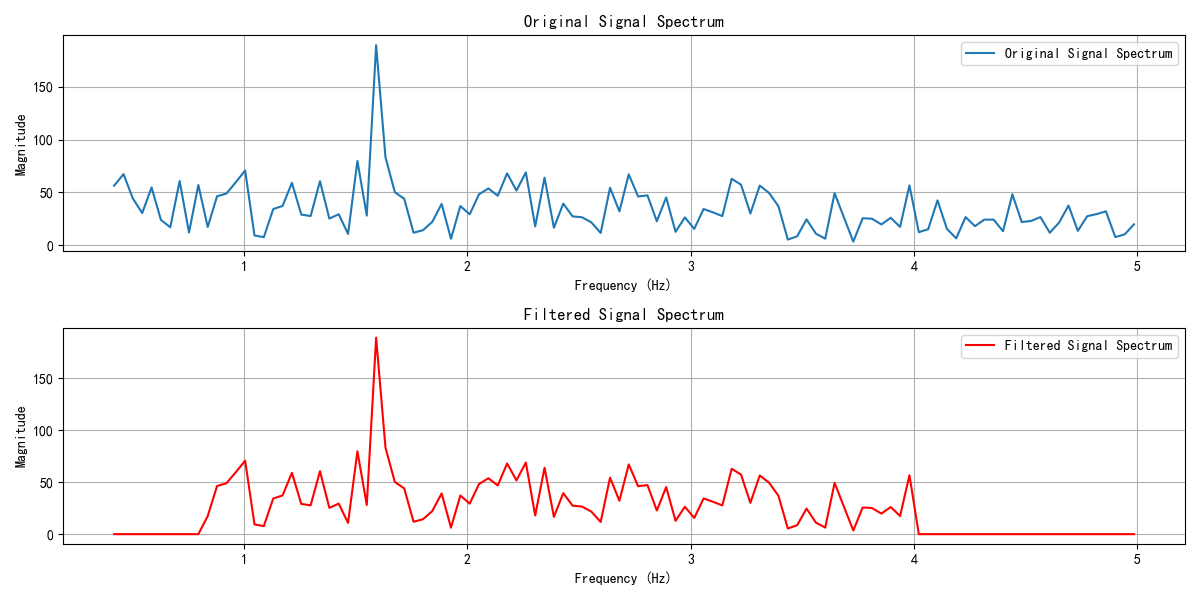 Original Signal Spectrum
Original Signal Spectrum
Magnitude
150
100
50
0
1
2
3
4
5
Frequency (Hz)
Filtered Signal Spectrum
Filtered Signal Spectrum
Magnitude
150
100
50
0
1
2
3
4
5
Frequency (Hz)